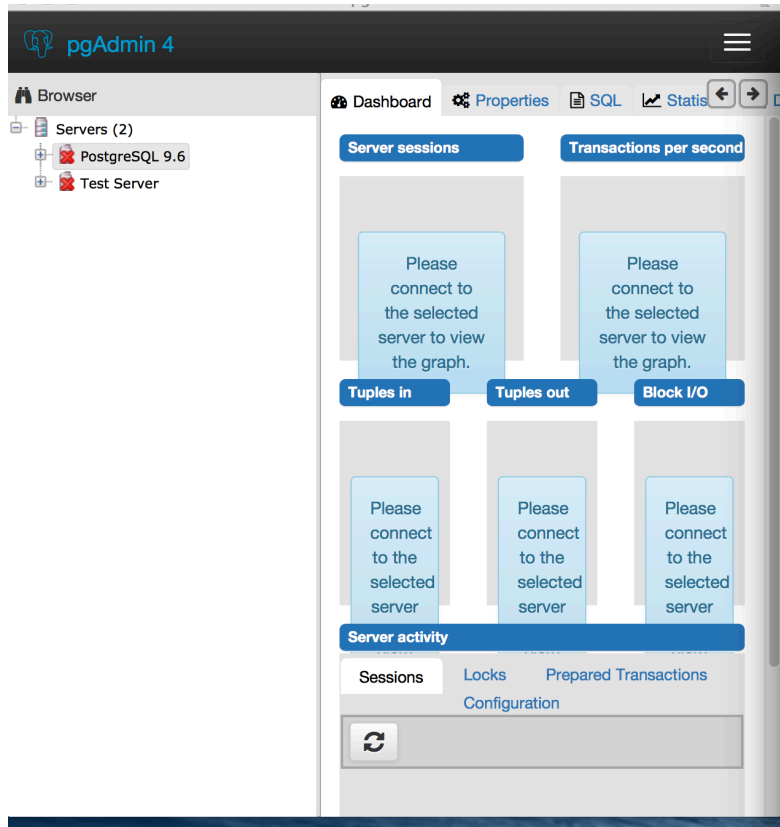 pgAdmin 4
Browser
Servers (2)
PostgreSQL 9.6
Test Server
Dashboard Properties SQL Statis
Server sessions Transactions per second
Please
connect to
the selected
server to view
the graph.
Please
connect to
the selected
server to view
the graph.
Tuples in Tuples out Block I/O
Please
connect
to the
selected
server
Please
connect
to the
selected
server
Please
connect
to the
selected
server
Server activity
Sessions Locks Prepared Transactions
Configuration